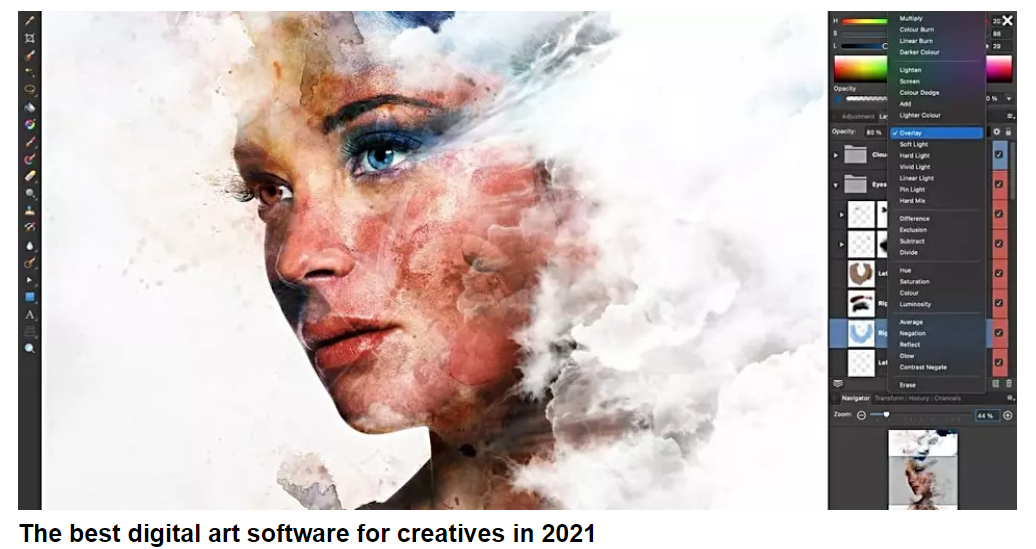 H
S 86
L 29
Opacity
Adjustment
Opacity: 80 %
Clou
Eyes
Multiply
Colour Burn
Linear Burn
Darker Colour
Lighten
Screen
Colour Dodge
Add
Lighter Colour
✓ Overlay
Soft Light
Hard Light
Vivid Light
Linear Light
Pin Light
Hard Mix
Difference
Exclusion
Subtract
Divide
Hue
Saturation
Colour
Luminosity
Average
Negation
Reflect
Glow
Contrast Negate
Erase
Navigator Transform History Channels
Zoom: 44 %
The best digital art software for creatives in 2021